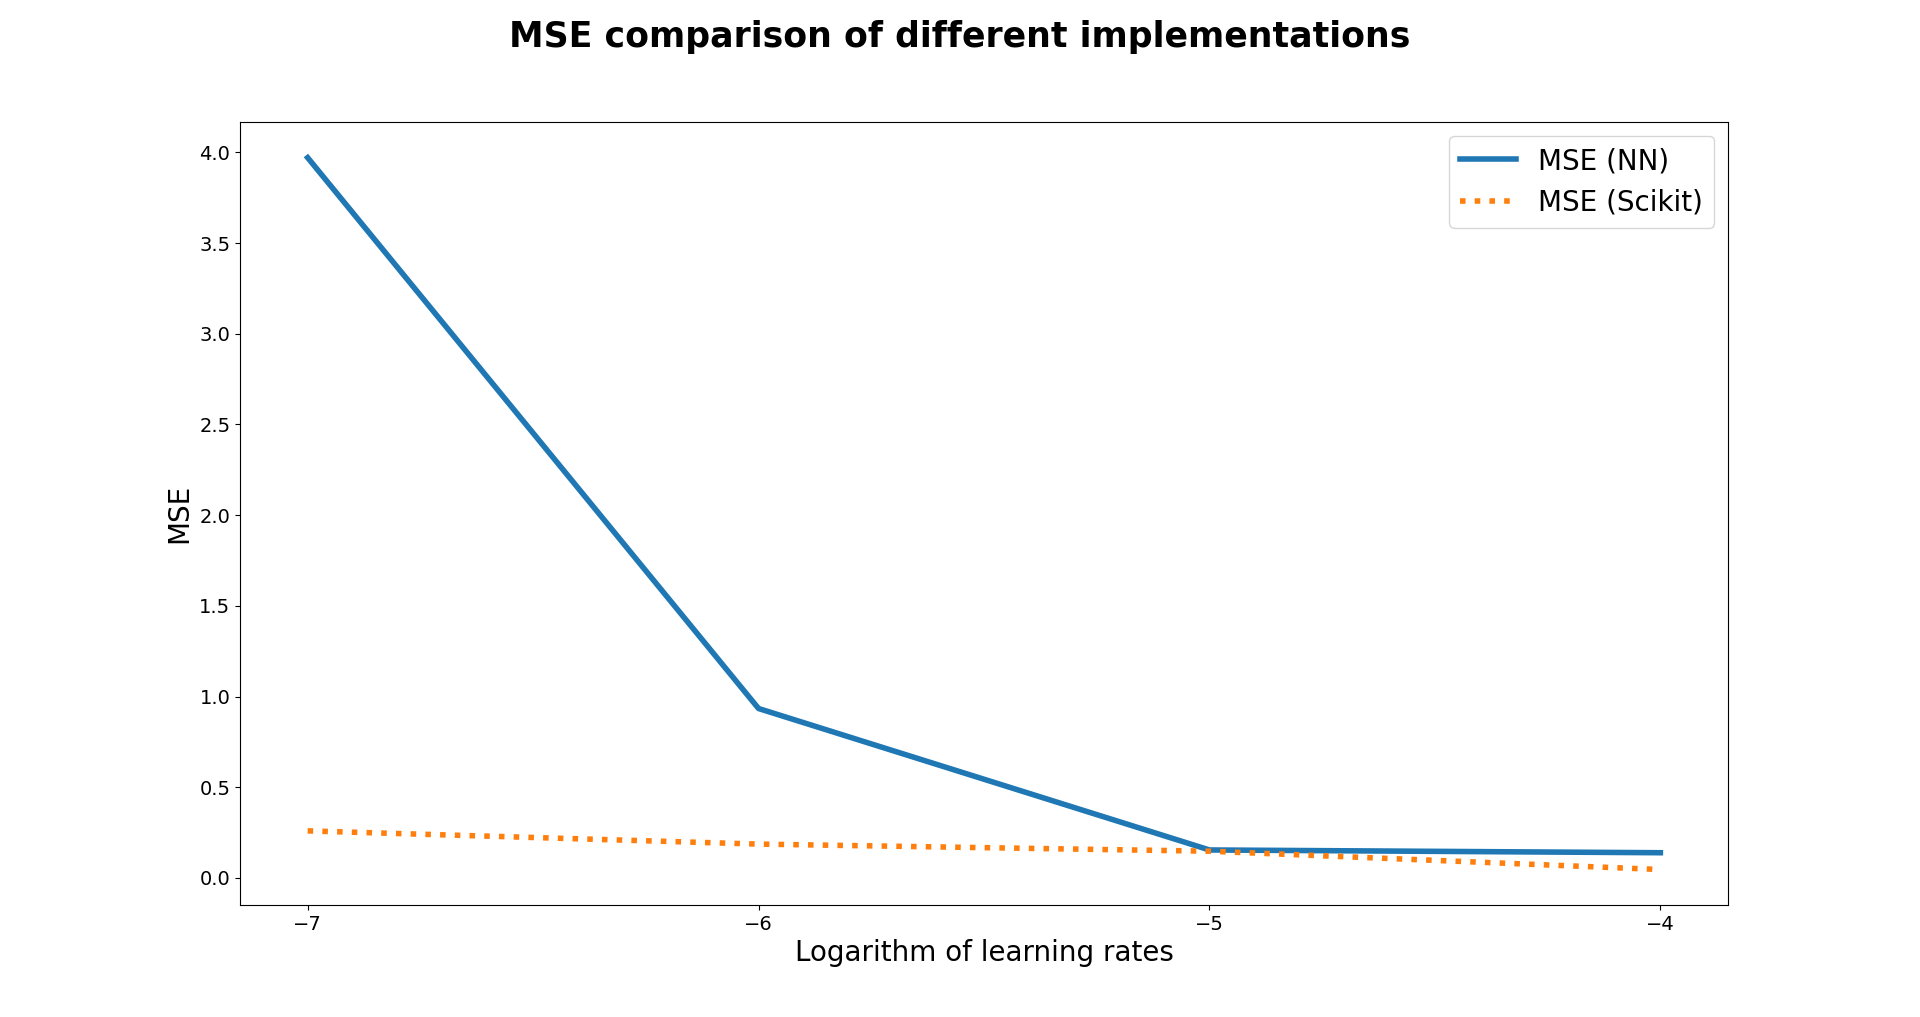 MSE comparison of different implementations
MSE (NN)
MSE (Scikit)
4.0
3.5
3.0
2.5
2.0
1.5
1.0
0.5
0.0
MSE
−7
−6
−5
−4
Logarithm of learning rates